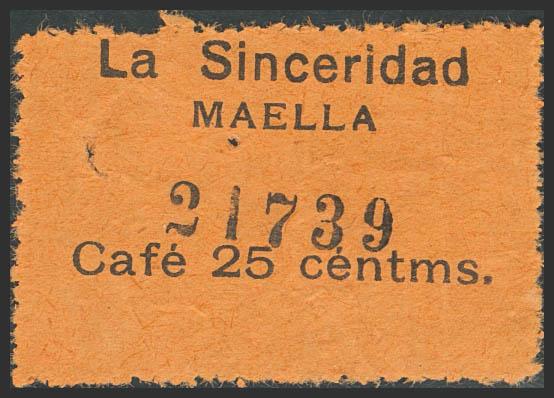 La Sinceridad
MAELLA
21739
Café 25 céntms.